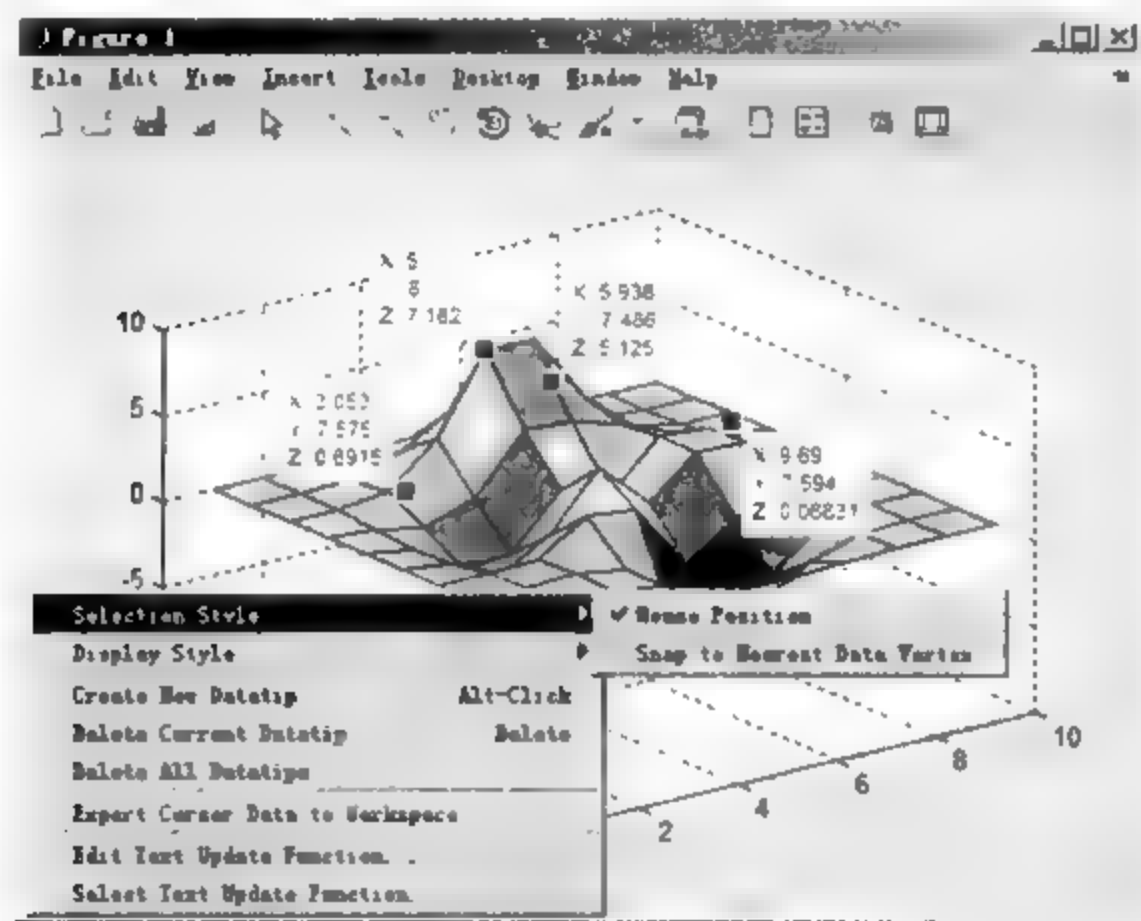 Figure 1
File Edit View Insert Tools Desktop Window Help
X 5
8
Z 7.182
X 5.938
7.486
Z 5.125
10
5
X 2.053
Y 7.575
Z 0.6915
X 9.69
Y 7.594
Z
0
-5
Selection Style
Mouse Position
Display Style
Snap to Nearest Data Vertex
Create New Datatip Alt-Click
Delete Current Datatip Delete
Delete All Datatips
Export Cursor Data to Workspace
Edit Text Update Function...
Select Text Update Function
10
8
6
4
2